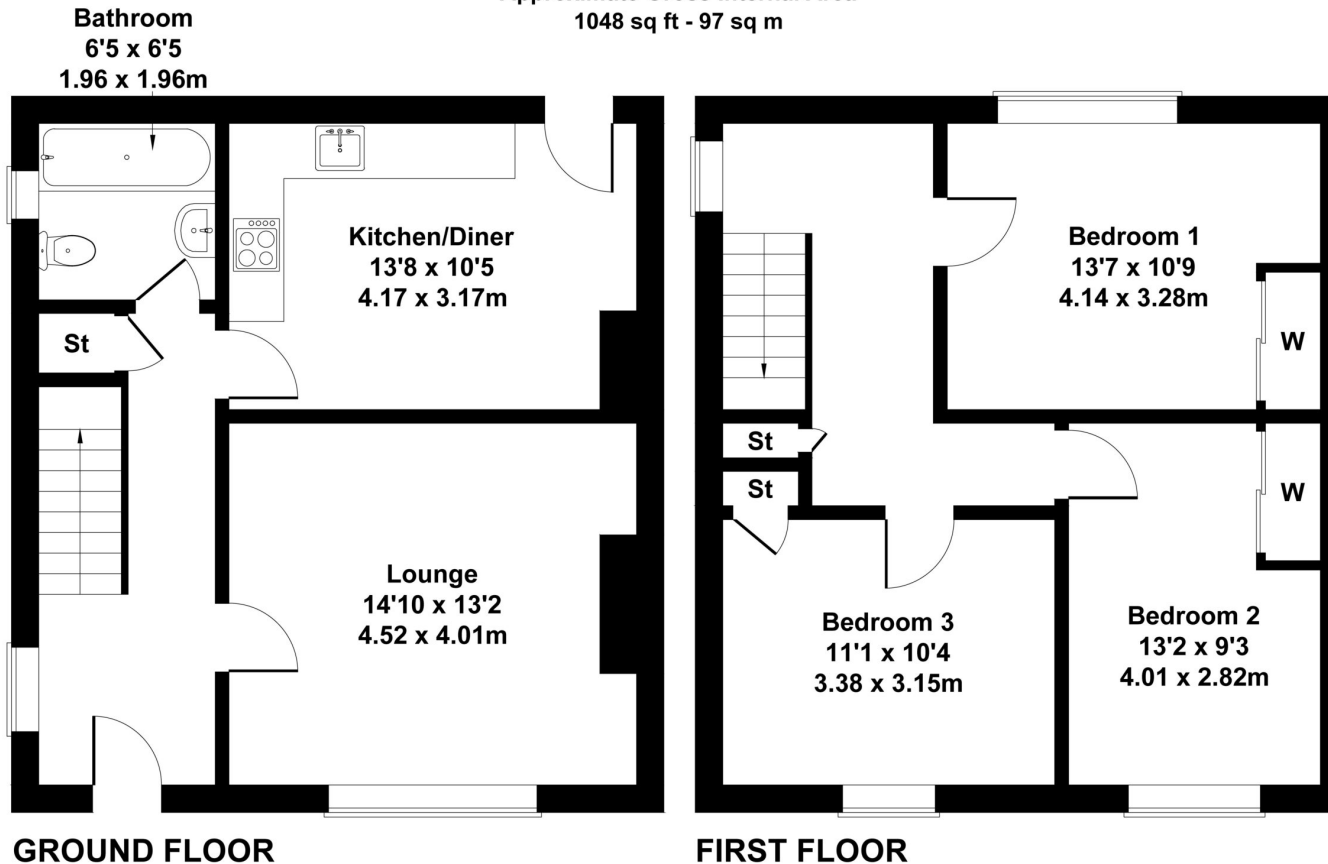 1048 sq ft - 97 sq m
Bathroom
6'5 x 6'5
1.96 x 1.96m
Kitchen/Diner
13'8 x 10'5
4.17 x 3.17m
St
Lounge
14'10 x 13'2
4.52 x 4.01m
GROUND FLOOR
Bedroom 1
13'7 x 10'9
4.14 x 3.28m
W
St
St
W
Bedroom 3
11'1 x 10'4
3.38 x 3.15m
Bedroom 2
13'2 x 9'3
4.01 x 2.82m
FIRST FLOOR